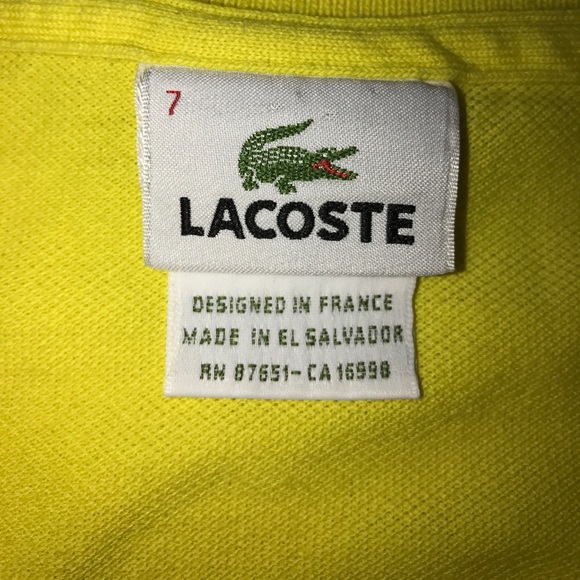 7
LACOSTE
DESIGNED IN FRANCE
MADE IN EL SALVADOR
RN 87651-CA 16998